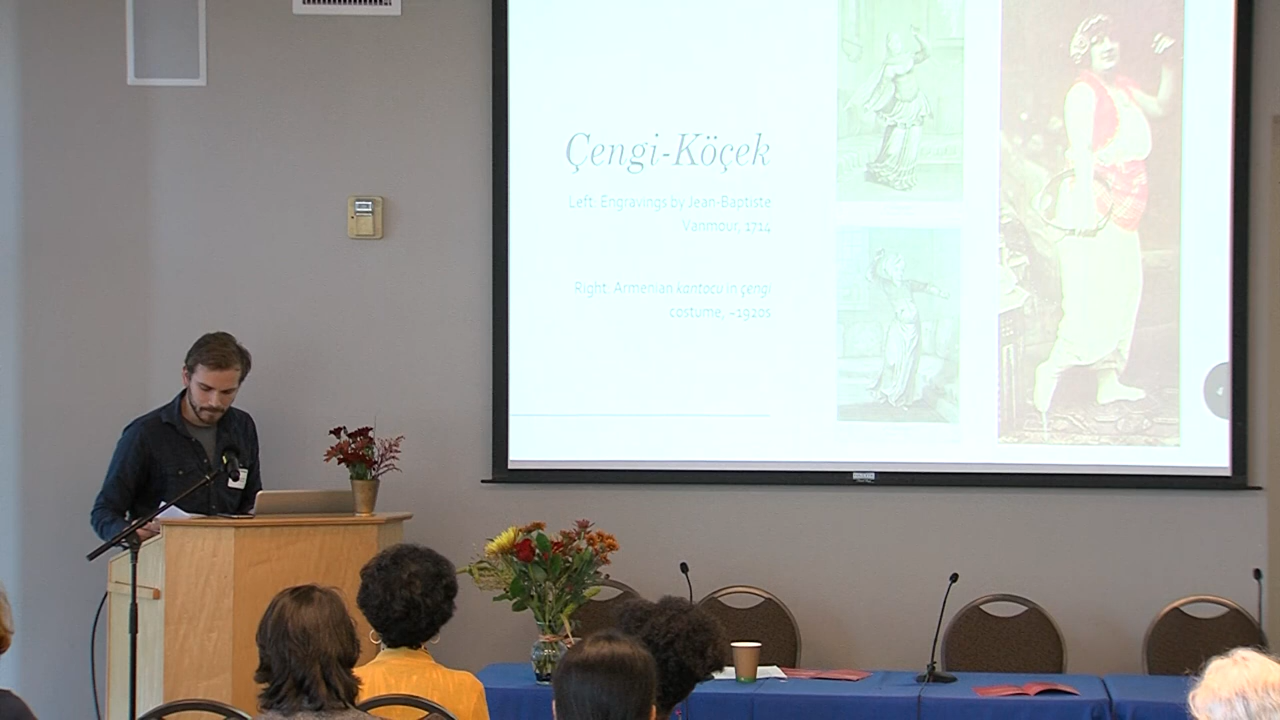 Çengi-Köçek
Left: Engravings by Jean-Baptiste
Vanmour, 1714
Right: Armenian kantocu in çengi
costume, ~1920s